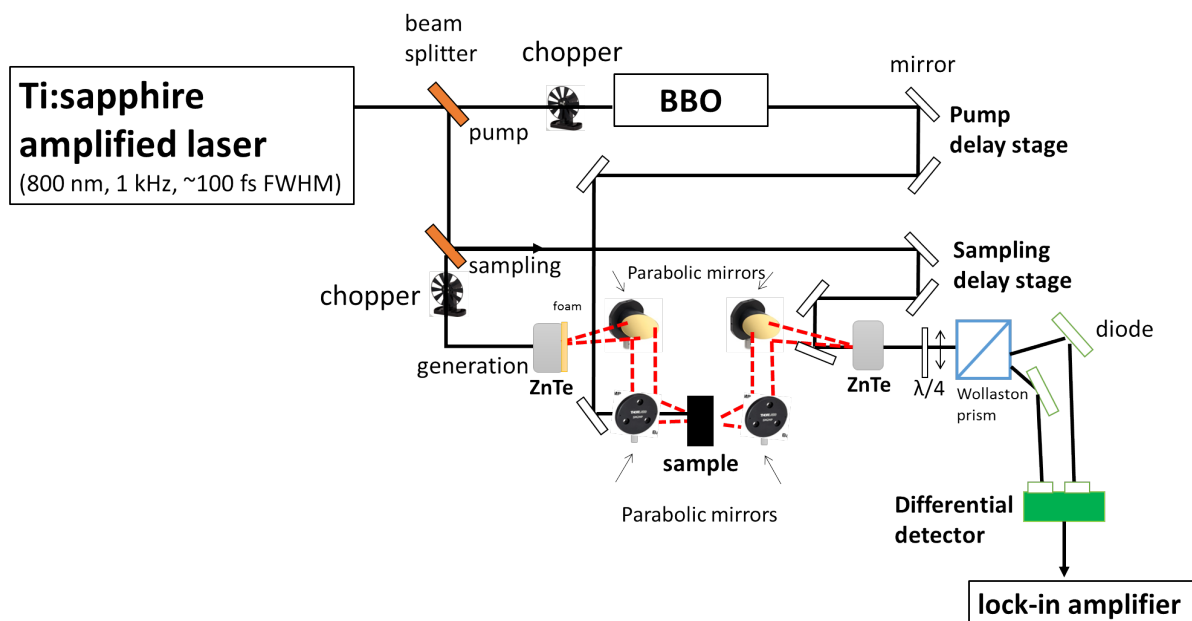 beam
splitter
chopper
mirror
Ti:sapphire
amplified laser
(800 nm, 1 kHz, ~100 fs FWHM)
BBO
pump
Pump
delay stage
sampling
Sampling
delay stage
Parabolic mirrors
chopper
foam
generation
ZnTe
ZnTe
λ/4
Wollaston
prism
diode
sample
Parabolic mirrors
Differential
detector
lock-in amplifier